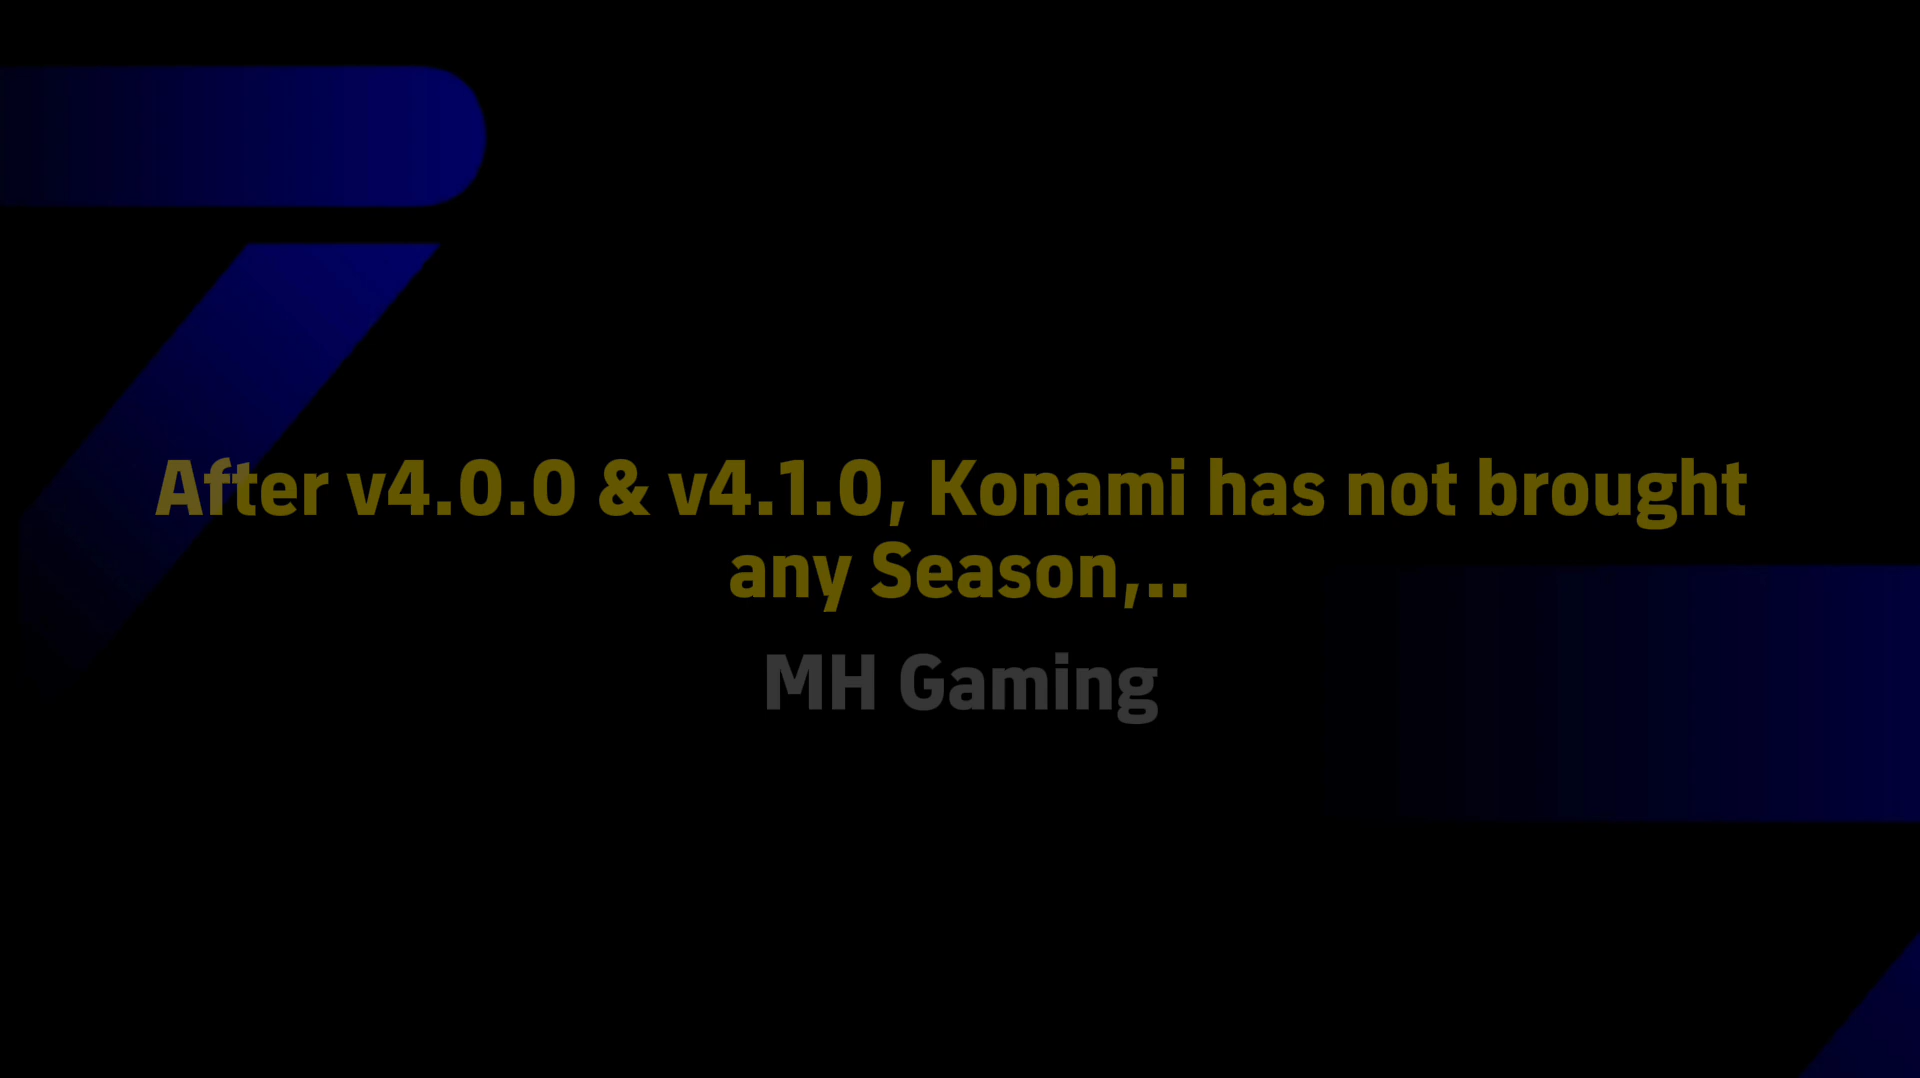 After v4.0.0 & v4.1.0, Konami has not brought
any Season,..
MH Gaming